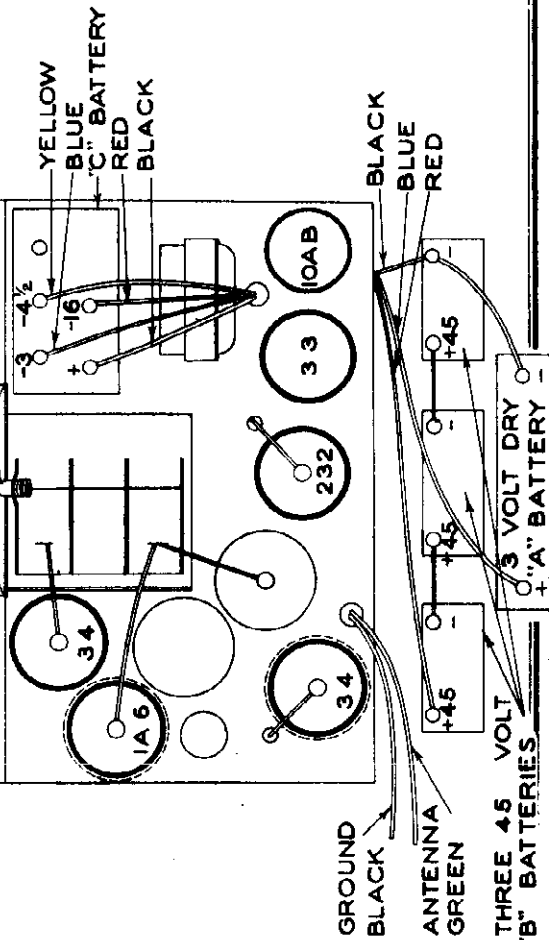 YELLOW
BLUE
"C" BATTERY
RED
BLACK
-4½
-16
-3
+
10AB
33
232
34
1A6
34
BLACK
BLUE
RED
-
+45
-
+45
-
+45
3 VOLT DRY -
+ "A" BATTERY
GROUND
BLACK
ANTENNA
GREEN
THREE 45 VOLT
"B" BATTERIES